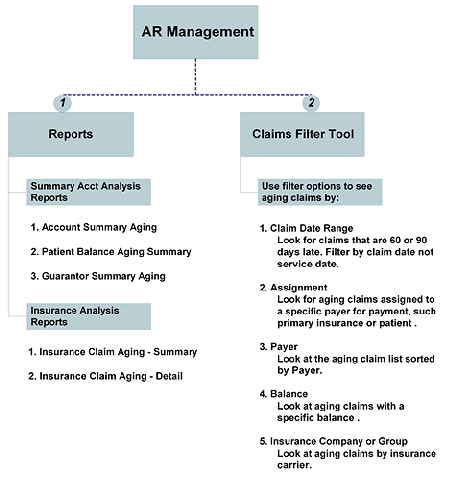 AR Management
1
Reports
Summary Acct Analysis
Reports
1. Account Summary Aging
2. Patient Balance Aging Summary
3. Guarantor Summary Aging
Insurance Analysis
Reports
1. Insurance Claim Aging - Summary
2. Insurance Claim Aging - Detail
2
Claims Filter Tool
Use filter options to see
aging claims by:
1. Claim Date Range
Look for claims that are 60 or 90
days late. Filter by claim date not
service date.
2. Assignment
Look for aging claims assigned to
a specific payer for payment, such
primary insurance or patient .
3. Payer
Look at the aging claim list sorted
by Payer.
4. Balance
Look at aging claims with a
specific balance .
5. Insurance Company or Group
Look at aging claims by insurance
carrier.